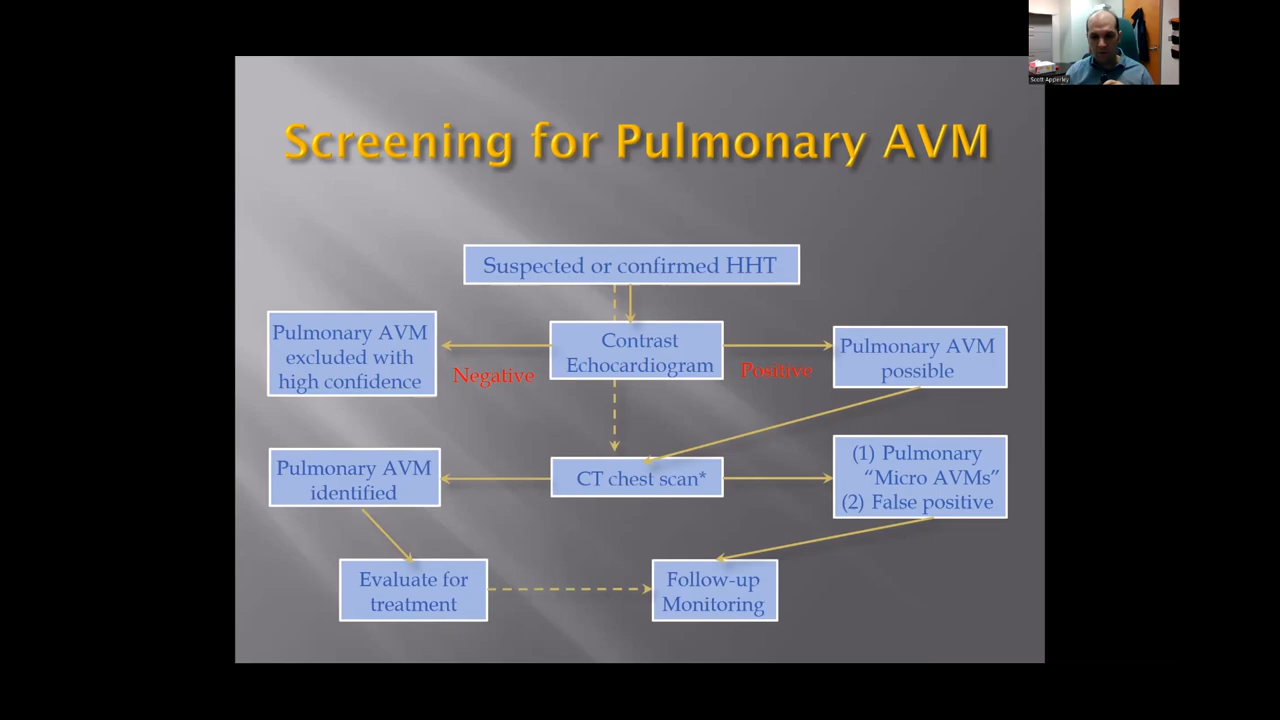 Scott Apperley
Screening for Pulmonary AVM
Suspected or confirmed HHT
Pulmonary AVM
excluded with
high confidence
Negative
Contrast
Echocardiogram
Positive
Pulmonary AVM
possible
Pulmonary AVM
identified
CT chest scan*
(1) Pulmonary
“Micro AVMs”
(2) False positive
Evaluate for
treatment
Follow-up
Monitoring